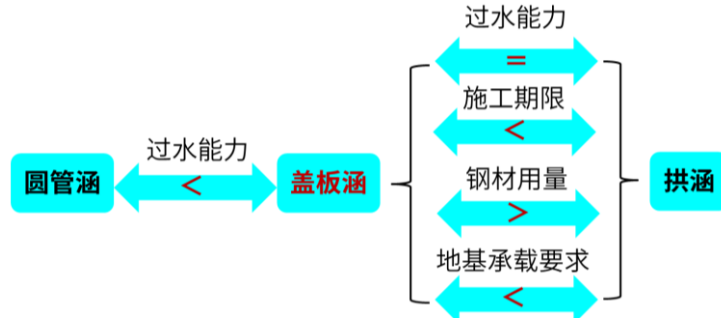 过水能力
=
施工期限
<
过水能力
<
圆管涵
盖板涵
钢材用量
>
拱涵
地基承载要求
<